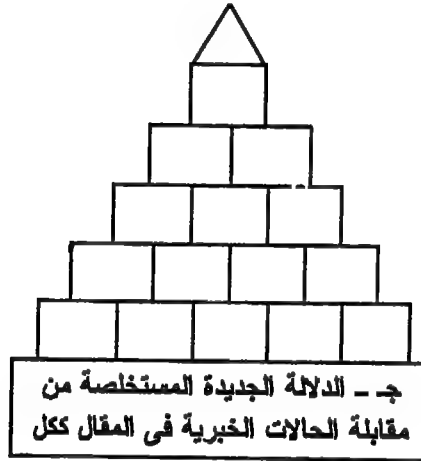 جـ – الدلالة الجديدة المستخلصة من
مقابلة الحالات الخبرية فى المقال ككل